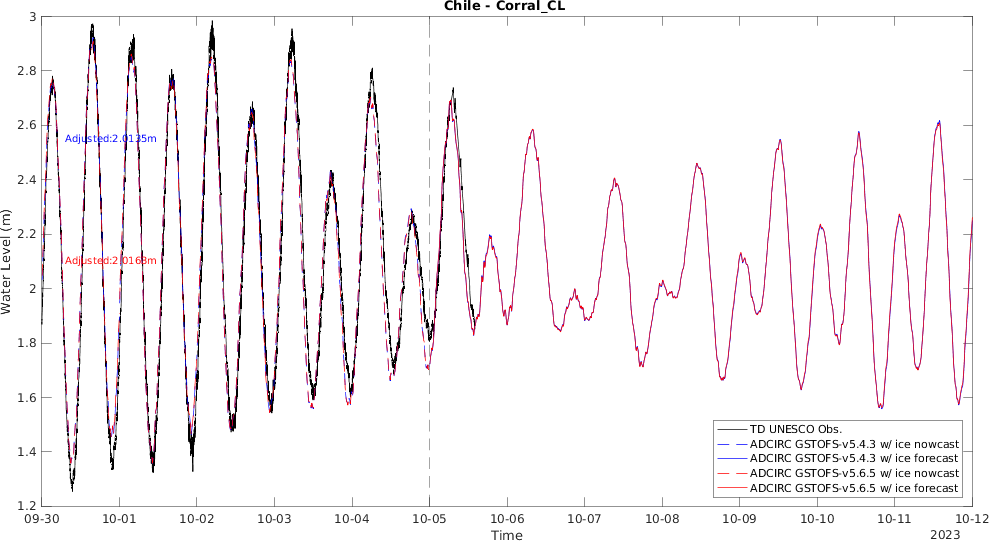 Chile - Corral_CL
3
2.8
2.6
2.4
2.2
2
1.8
1.6
1.4
1.2
Water Level (m)
Adjusted:2.0135m
Adjusted:2.0168m
09-30 10-01 10-02 10-03 10-04 10-05 10-06 10-07 10-08 10-09 10-10 10-11 10-12
Time
2023
TD UNESCO Obs.
ADCIRC GSTOFS-v5.4.3 w/ ice nowcast
ADCIRC GSTOFS-v5.4.3 w/ ice forecast
ADCIRC GSTOFS-v5.6.5 w/ ice nowcast
ADCIRC GSTOFS-v5.6.5 w/ ice forecast